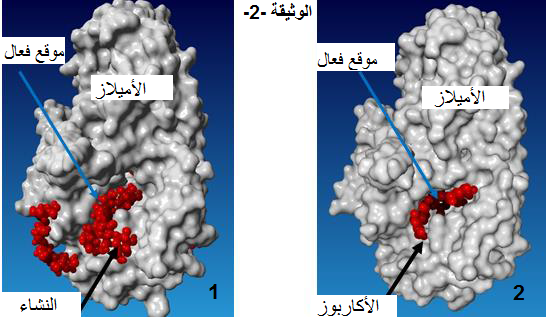 الوثيقة -2-
موقع فعال
الأميلاز
النشاء
1
موقع فعال
الأميلاز
الأكاربوز
2